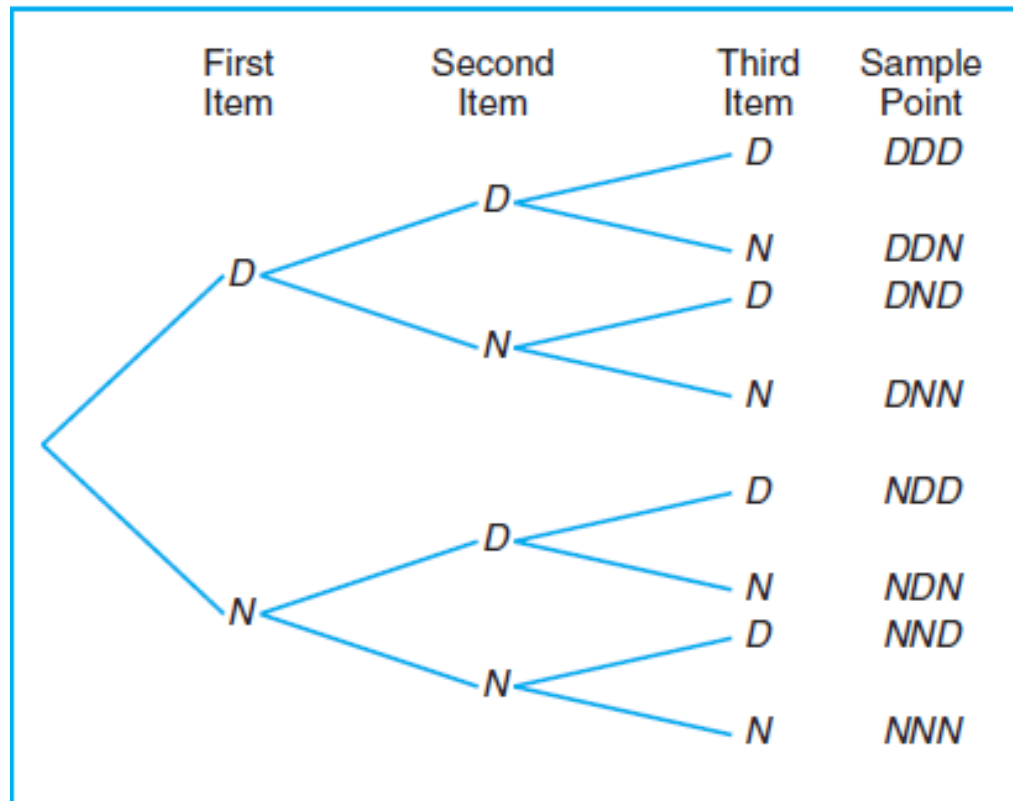 First Second Third Sample
Item Item Item Point
D DDD
D
N DDN
D
D DND
N
N DNN
D NDD
D
N NDN
N
D NND
N
N NNN